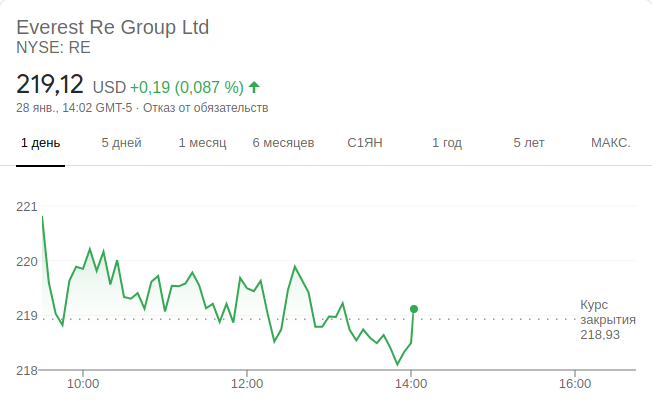 Everest Re Group Ltd
NYSE: RE
219,12 USD +0,19 (0,087 %)
28 янв., 14:02 GMT-5 · Отказ от обязательств
1 день 5 дней 1 месяц 6 месяцев С1ЯН 1 год 5 лет МАКС.
221
220
219
218
Курс
закрытия
218,93
10:00 12:00 14:00 16:00